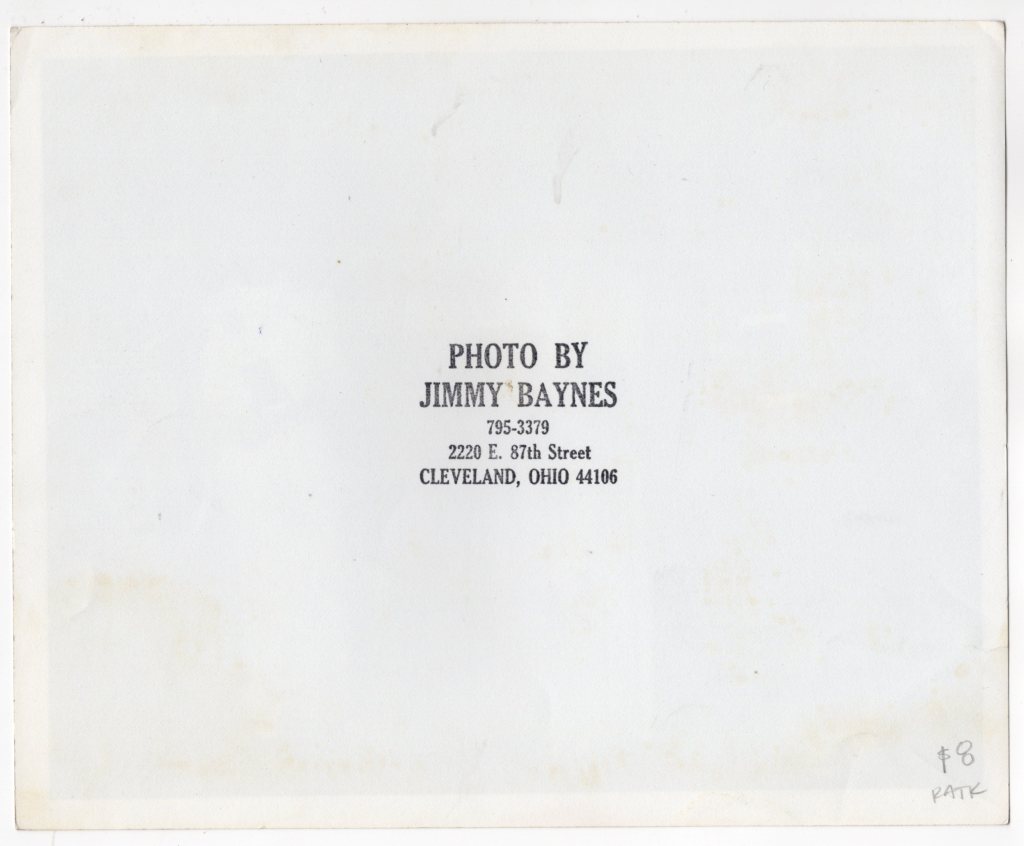 PHOTO BY
JIMMY BAYNES
795-3379
2220 E. 87th Street
CLEVELAND, OHIO 44106
$8